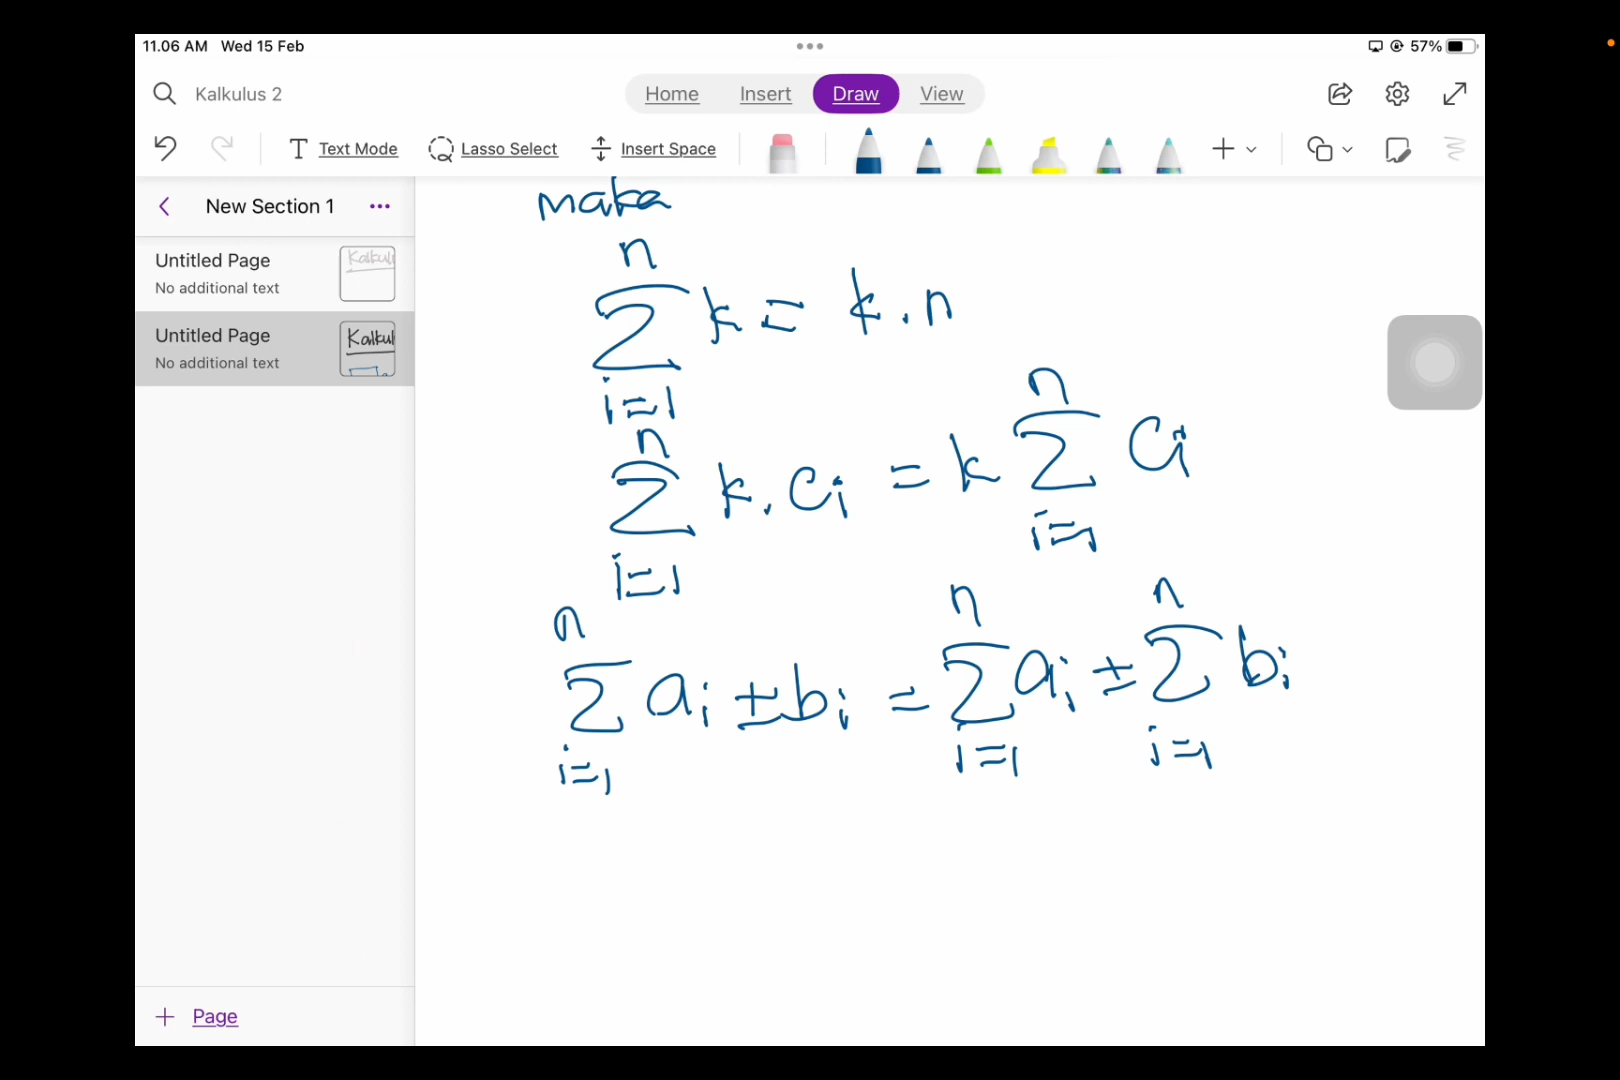 11.06 AM Wed 15 Feb
57%
Kalkulus 2
Home Insert Draw View
Text Mode Lasso Select Insert Space
New Section 1
Untitled Page
No additional text
Kalkul
Untitled Page
No additional text
Kalkul
Page
maka
n
∑ k = k . n
i=1
n n
∑ k . ci = k ∑ ci
i=1 i=1
n n n
∑ ai ± bi = ∑ ai ± ∑ bi
i=1 i=1 i=1